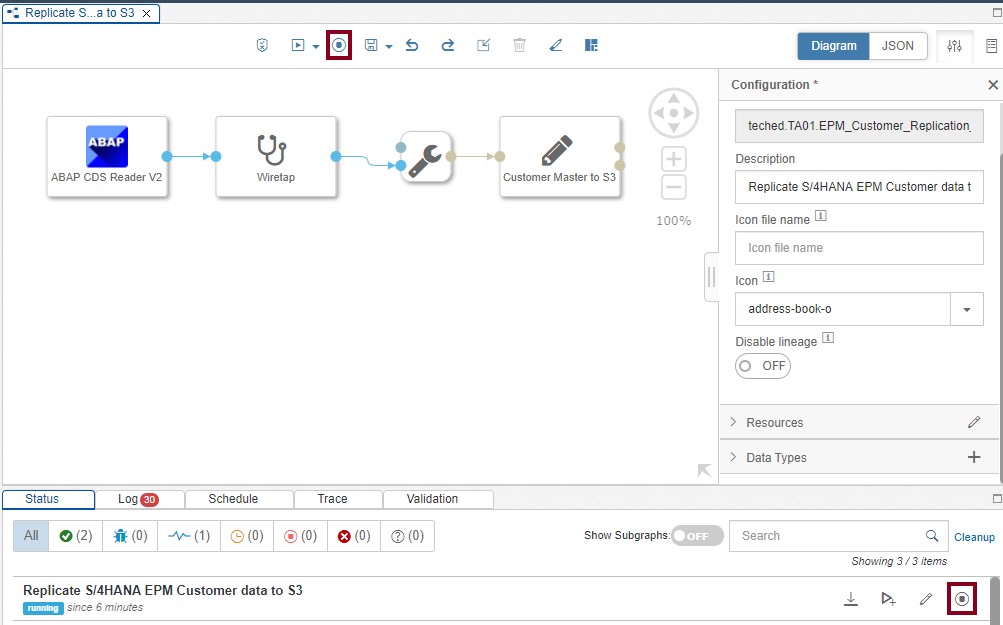 Replicate S...a to S3
Diagram
JSON
Configuration *
teched.TA01.EPM_Customer_Replication_
Description
Replicate S/4HANA EPM Customer data t
Icon file name
Icon file name
Icon
address-book-o
Disable lineage
OFF
Resources
Data Types
ABAP
ABAP CDS Reader V2
Wiretap
Customer Master to S3
100%
Status
Log 30
Schedule
Trace
Validation
All
(2)
(0)
(1)
(0)
(0)
(0)
(0)
Show Subgraphs: OFF
Search
Cleanup
Showing 3 / 3 items
Replicate S/4HANA EPM Customer data to S3
running since 6 minutes